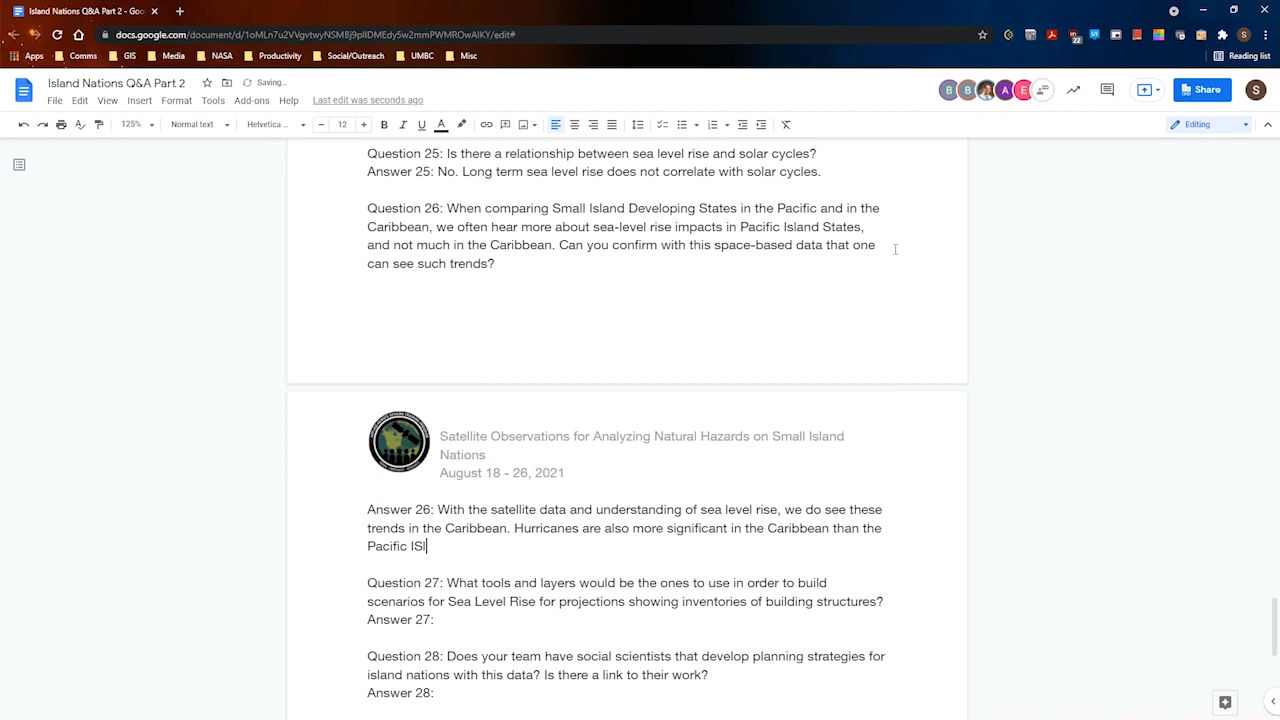 Island Nations Q&A Part 2 - Goo
docs.google.com/document/d/1oMLn7u2VVgvtwyNSMBj9pIIDMEdy5w2mmPWMROwAIKY/edit#
Apps Comms GIS Media NASA Productivity Social/Outreach UMBC Misc Reading list
Island Nations Q&A Part 2 Saving...
File Edit View Insert Format Tools Add-ons Help Last edit was seconds ago
B B A E Share S
125% Normal text Helvetica ... 12 B I U A Editing
Question 25: Is there a relationship between sea level rise and solar cycles?
Answer 25: No. Long term sea level rise does not correlate with solar cycles.
Question 26: When comparing Small Island Developing States in the Pacific and in the
Caribbean, we often hear more about sea-level rise impacts in Pacific Island States,
and not much in the Caribbean. Can you confirm with this space-based data that one
can see such trends?
Satellite Observations for Analyzing Natural Hazards on Small Island
Nations
August 18 - 26, 2021
Answer 26: With the satellite data and understanding of sea level rise, we do see these
trends in the Caribbean. Hurricanes are also more significant in the Caribbean than the
Pacific ISl
Question 27: What tools and layers would be the ones to use in order to build
scenarios for Sea Level Rise for projections showing inventories of building structures?
Answer 27:
Question 28: Does your team have social scientists that develop planning strategies for
island nations with this data? Is there a link to their work?
Answer 28: